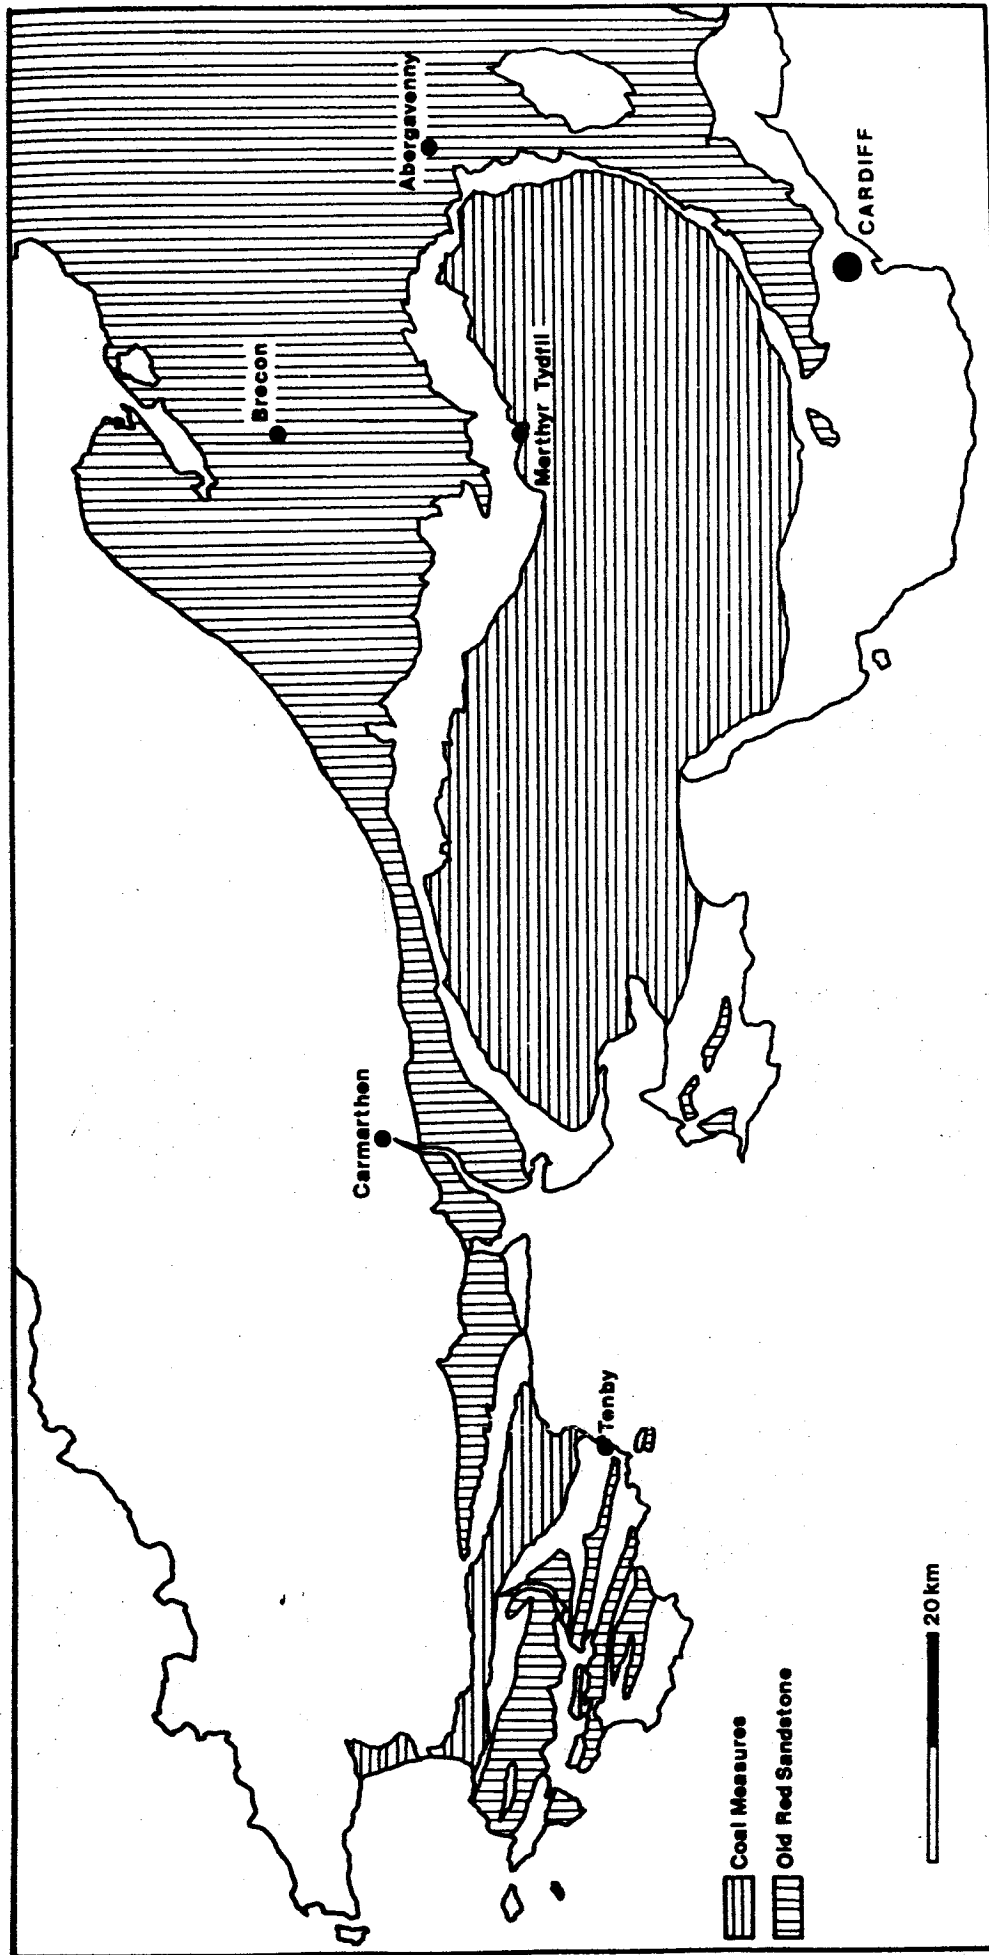 Abergavenny
Brecon
Merthyr Tydfil
CARDIFF
Carmarthen
Tenby
Coal Measures
Old Red Sandstone
20 km